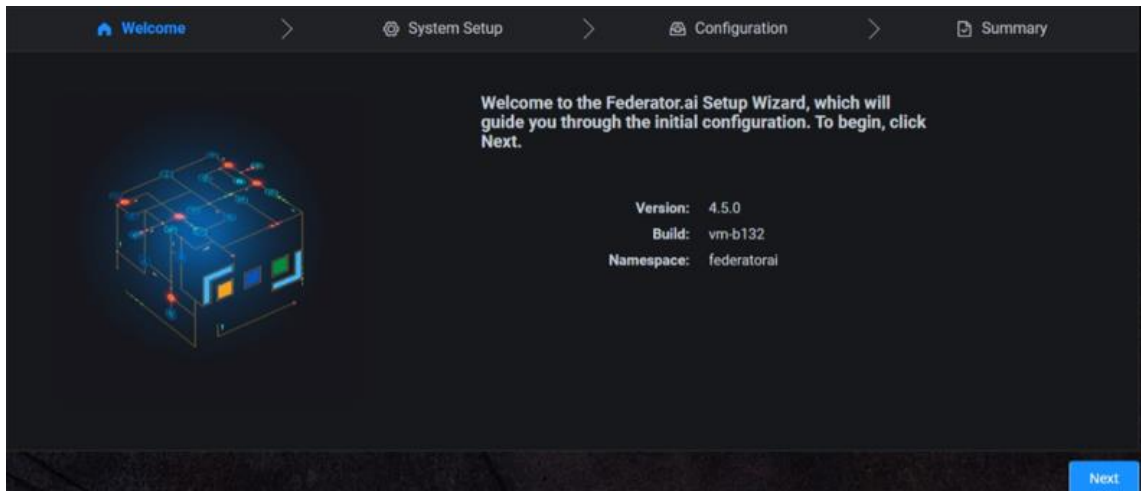 Welcome
System Setup
Configuration
Summary
Welcome to the Federator.ai Setup Wizard, which will
guide you through the initial configuration. To begin, click
Next.
Version: 4.5.0
Build: vm-b132
Namespace: federatorai
Next